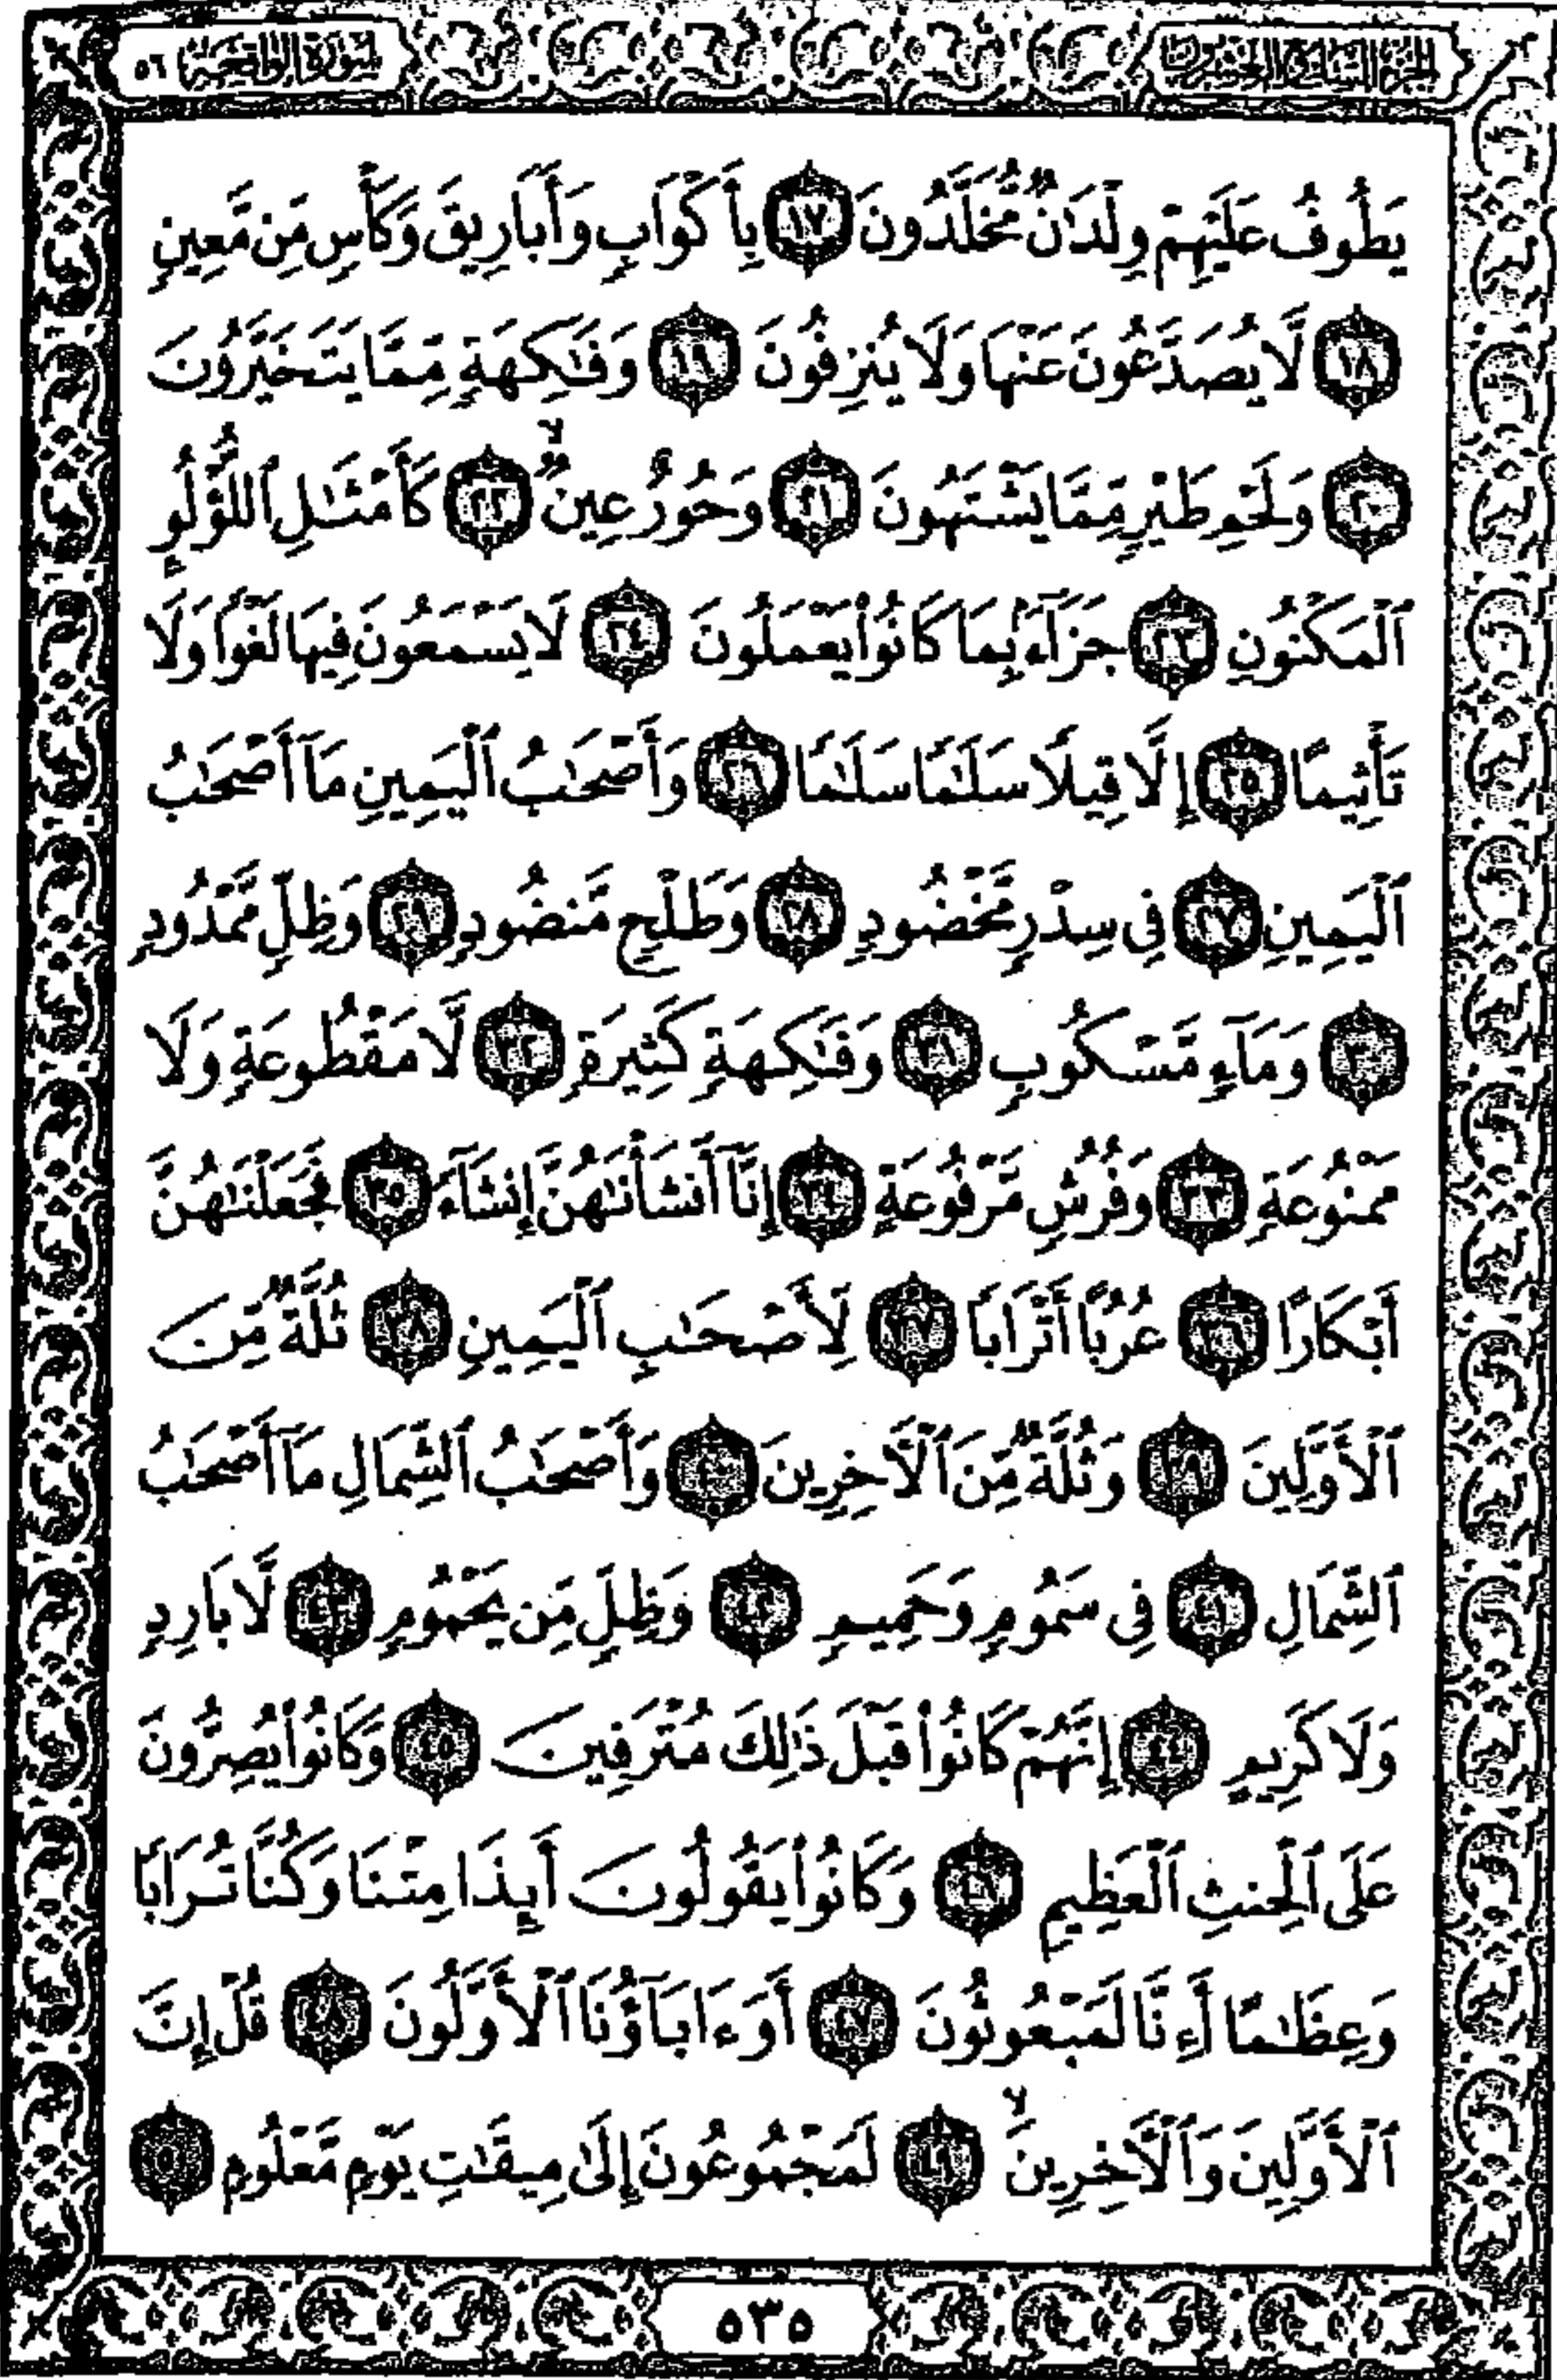 الجزء السابع والعشرون
سورة الواقعة ٥٦
يَطُوفُ عَلَيْهِمْ وِلْدَٰنٌ مُّخَلَّدُونَ ١٧ بِأَكْوَابٍ وَأَبَارِيقَ وَكَأْسٍ مِّن مَّعِينٍ
١٨ لَّا يُصَدَّعُونَ عَنْهَا وَلَا يُنزِفُونَ ١٩ وَفَٰكِهَةٍ مِّمَّا يَتَخَيَّرُونَ
٢٠ وَلَحْمِ طَيْرٍ مِّمَّا يَشْتَهُونَ ٢١ وَحُورٌ عِينٌ ۙ ٢٢ كَأَمْثَٰلِ ٱللُّؤْلُؤِ
ٱلْمَكْنُونِ ٢٣ جَزَآءًۢ بِمَا كَانُوا۟ يَعْمَلُونَ ٢٤ لَا يَسْمَعُونَ فِيهَا لَغْوًا وَلَا
تَأْثِيمًا ٢٥ إِلَّا قِيلًا سَلَٰمًا سَلَٰمًا ٢٦ وَأَصْحَٰبُ ٱلْيَمِينِ مَآ أَصْحَٰبُ
ٱلْيَمِينِ ٢٧ فِى سِدْرٍ مَّخْضُودٍ ٢٨ وَطَلْحٍ مَّنضُودٍ ٢٩ وَظِلٍّ مَّمْدُودٍ
٣٠ وَمَآءٍ مَّسْكُوبٍ ٣١ وَفَٰكِهَةٍ كَثِيرَةٍ ٣٢ لَّا مَقْطُوعَةٍ وَلَا
مَمْنُوعَةٍ ٣٣ وَفُرُشٍ مَّرْفُوعَةٍ ٣٤ إِنَّآ أَنشَأْنَٰهُنَّ إِنشَآءً ٣٥ فَجَعَلْنَٰهُنَّ
أَبْكَارًا ٣٦ عُرُبًا أَتْرَابًا ٣٧ لِّأَصْحَٰبِ ٱلْيَمِينِ ٣٨ ثُلَّةٌ مِّنَ
ٱلْأَوَّلِينَ ٣٩ وَثُلَّةٌ مِّنَ ٱلْأَخِرِينَ ٤٠ وَأَصْحَٰبُ ٱلشِّمَالِ مَآ أَصْحَٰبُ
ٱلشِّمَالِ ٤١ فِى سَمُومٍ وَحَمِيمٍ ٤٢ وَظِلٍّ مِّن يَحْمُومٍ ٤٣ لَّا بَارِدٍ
وَلَا كَرِيمٍ ٤٤ إِنَّهُمْ كَانُوا۟ قَبْلَ ذَٰلِكَ مُتْرَفِينَ ٤٥ وَكَانُوا۟ يُصِرُّونَ
عَلَى ٱلْحِنثِ ٱلْعَظِيمِ ٤٦ وَكَانُوا۟ يَقُولُونَ أَئِذَا مِتْنَا وَكُنَّا تُرَابًا
وَعِظَٰمًا أَءِنَّا لَمَبْعُوثُونَ ٤٧ أَوَءَابَآؤُنَا ٱلْأَوَّلُونَ ٤٨ قُلْ إِنَّ
ٱلْأَوَّلِينَ وَٱلْأَخِرِينَ ۙ ٤٩ لَمَجْمُوعُونَ إِلَىٰ مِيقَٰتِ يَوْمٍ مَّعْلُومٍ ٥٠
٥٣٥